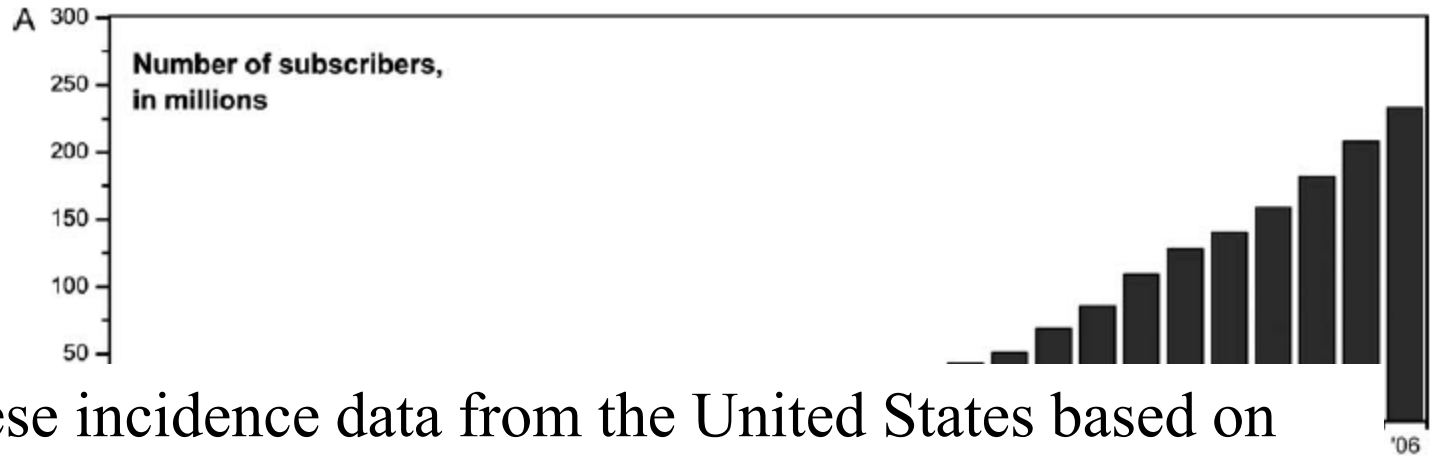 A
300
Number of subscribers,
in millions
250
200
150
100
50
ese incidence data from the United States based on
'06